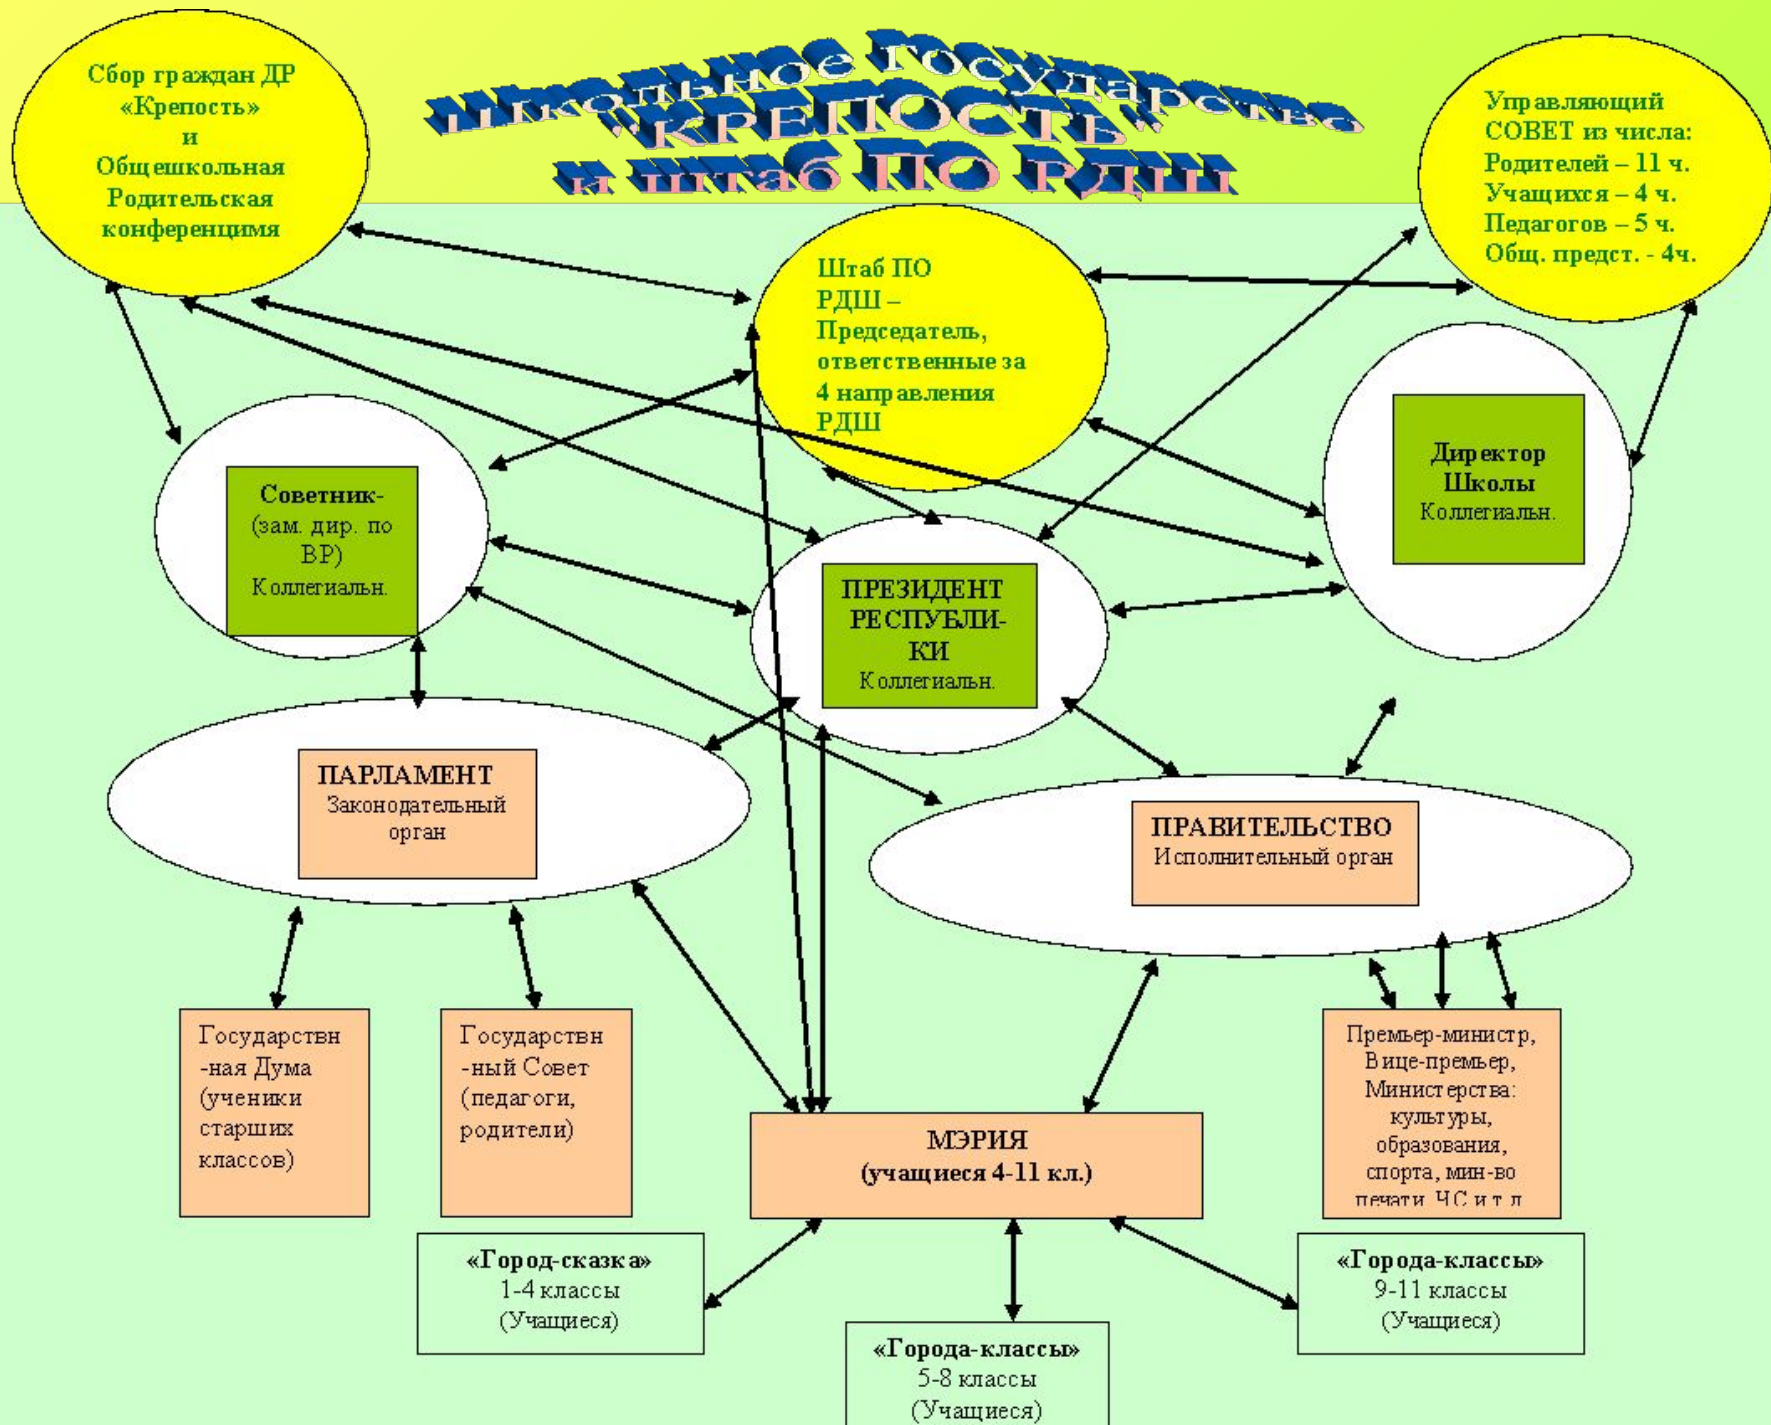 Школьное государство
"КРЕПОСТЬ"
и штаб ПО РДШ
Сбор граждан ДР
«Крепость»
и
Общешкольная
Родительская
конференцимя
Управляющий
СОВЕТ из числа:
Родителей – 11 ч.
Учащихся – 4 ч.
Педагогов – 5 ч.
Общ. предст. - 4ч.
Штаб ПО
РДШ –
Председатель,
ответственные за
4 направления
РДШ
Советник-
(зам. дир. по
ВР)
Коллегиальн.
ПРЕЗИДЕНТ
РЕСПУБЛИ-
КИ
Коллегиальн.
Директор
Школы
Коллегиальн.
ПАРЛАМЕНТ
Законодательный
орган
ПРАВИТЕЛЬСТВО
Исполнительный орган
Государствн
-ная Дума
(ученики
старших
классов)
Государствн
-ный Совет
(педагоги,
родители)
МЭРИЯ
(учащиеся 4-11 кл.)
Премьер-министр,
Вице-премьер,
Министерства:
культуры,
образования,
спорта, мин-во
печати, ЧС и т.д
«Город-сказка»
1-4 классы
(Учащиеся)
«Города-классы»
5-8 классы
(Учащиеся)
«Города-классы»
9-11 классы
(Учащиеся)